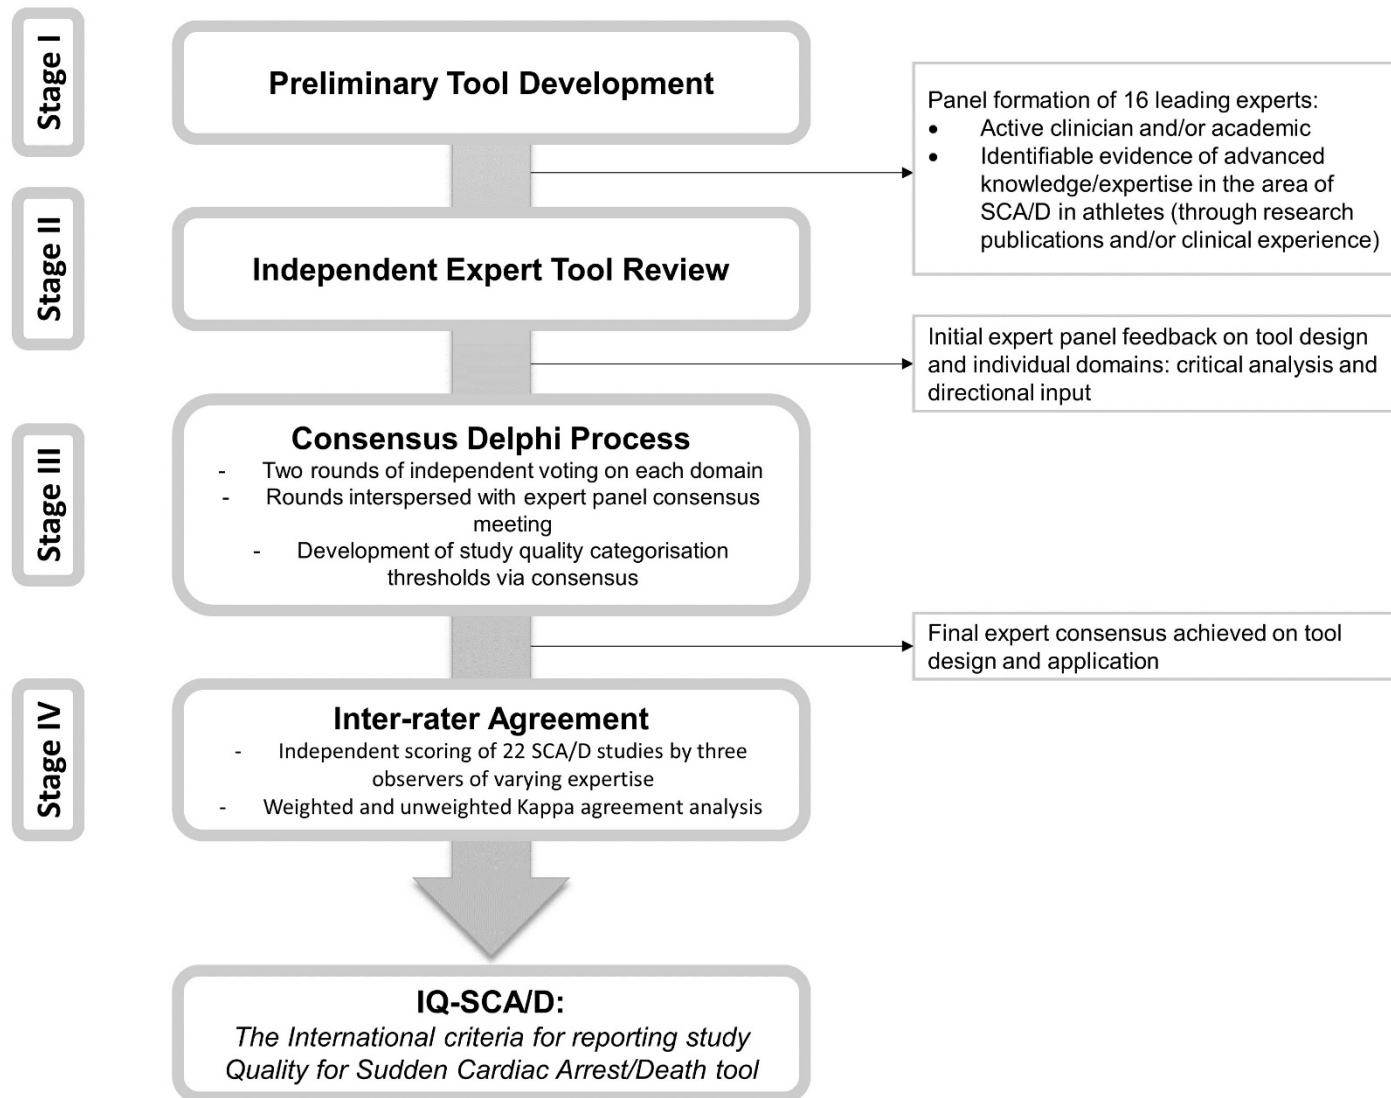 Stage I
Preliminary Tool Development
Panel formation of 16 leading experts:
• Active clinician and/or academic
• Identifiable evidence of advanced
knowledge/expertise in the area of
SCA/D in athletes (through research
publications and/or clinical experience)
Stage II
Independent Expert Tool Review
Initial expert panel feedback on tool design
and individual domains: critical analysis and
directional input
Stage III
Consensus Delphi Process
- Two rounds of independent voting on each domain
- Rounds interspersed with expert panel consensus
meeting
- Development of study quality categorisation
thresholds via consensus
Final expert consensus achieved on tool
design and application
Stage IV
Inter-rater Agreement
- Independent scoring of 22 SCA/D studies by three
observers of varying expertise
- Weighted and unweighted Kappa agreement analysis
IQ-SCA/D:
The International criteria for reporting study
Quality for Sudden Cardiac Arrest/Death tool